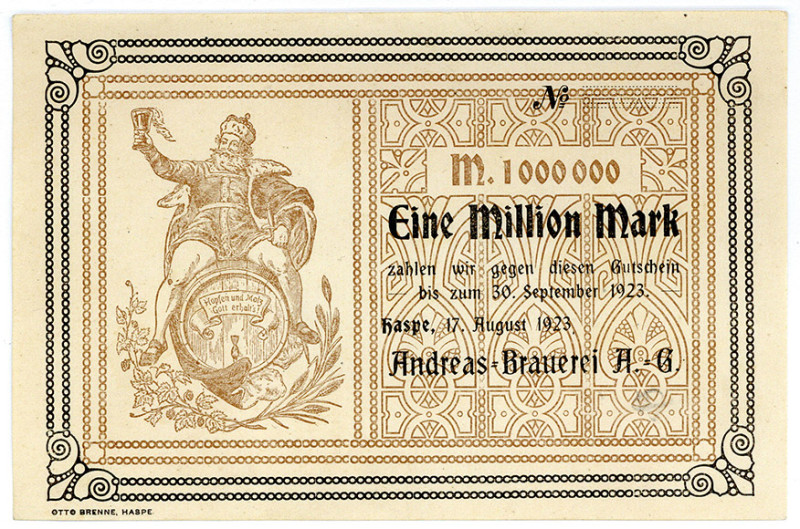 No
M. 1000000
Eine Million Mark
zahlen wir gegen diesen Gutschein
bis zum 30. September 1923.
Haspe, 17. August 1923.
Andreas=Brauerei A.=G.
Hopfen und Malz
Gott erhalt's!
OTTO BRENNE, HASPE.